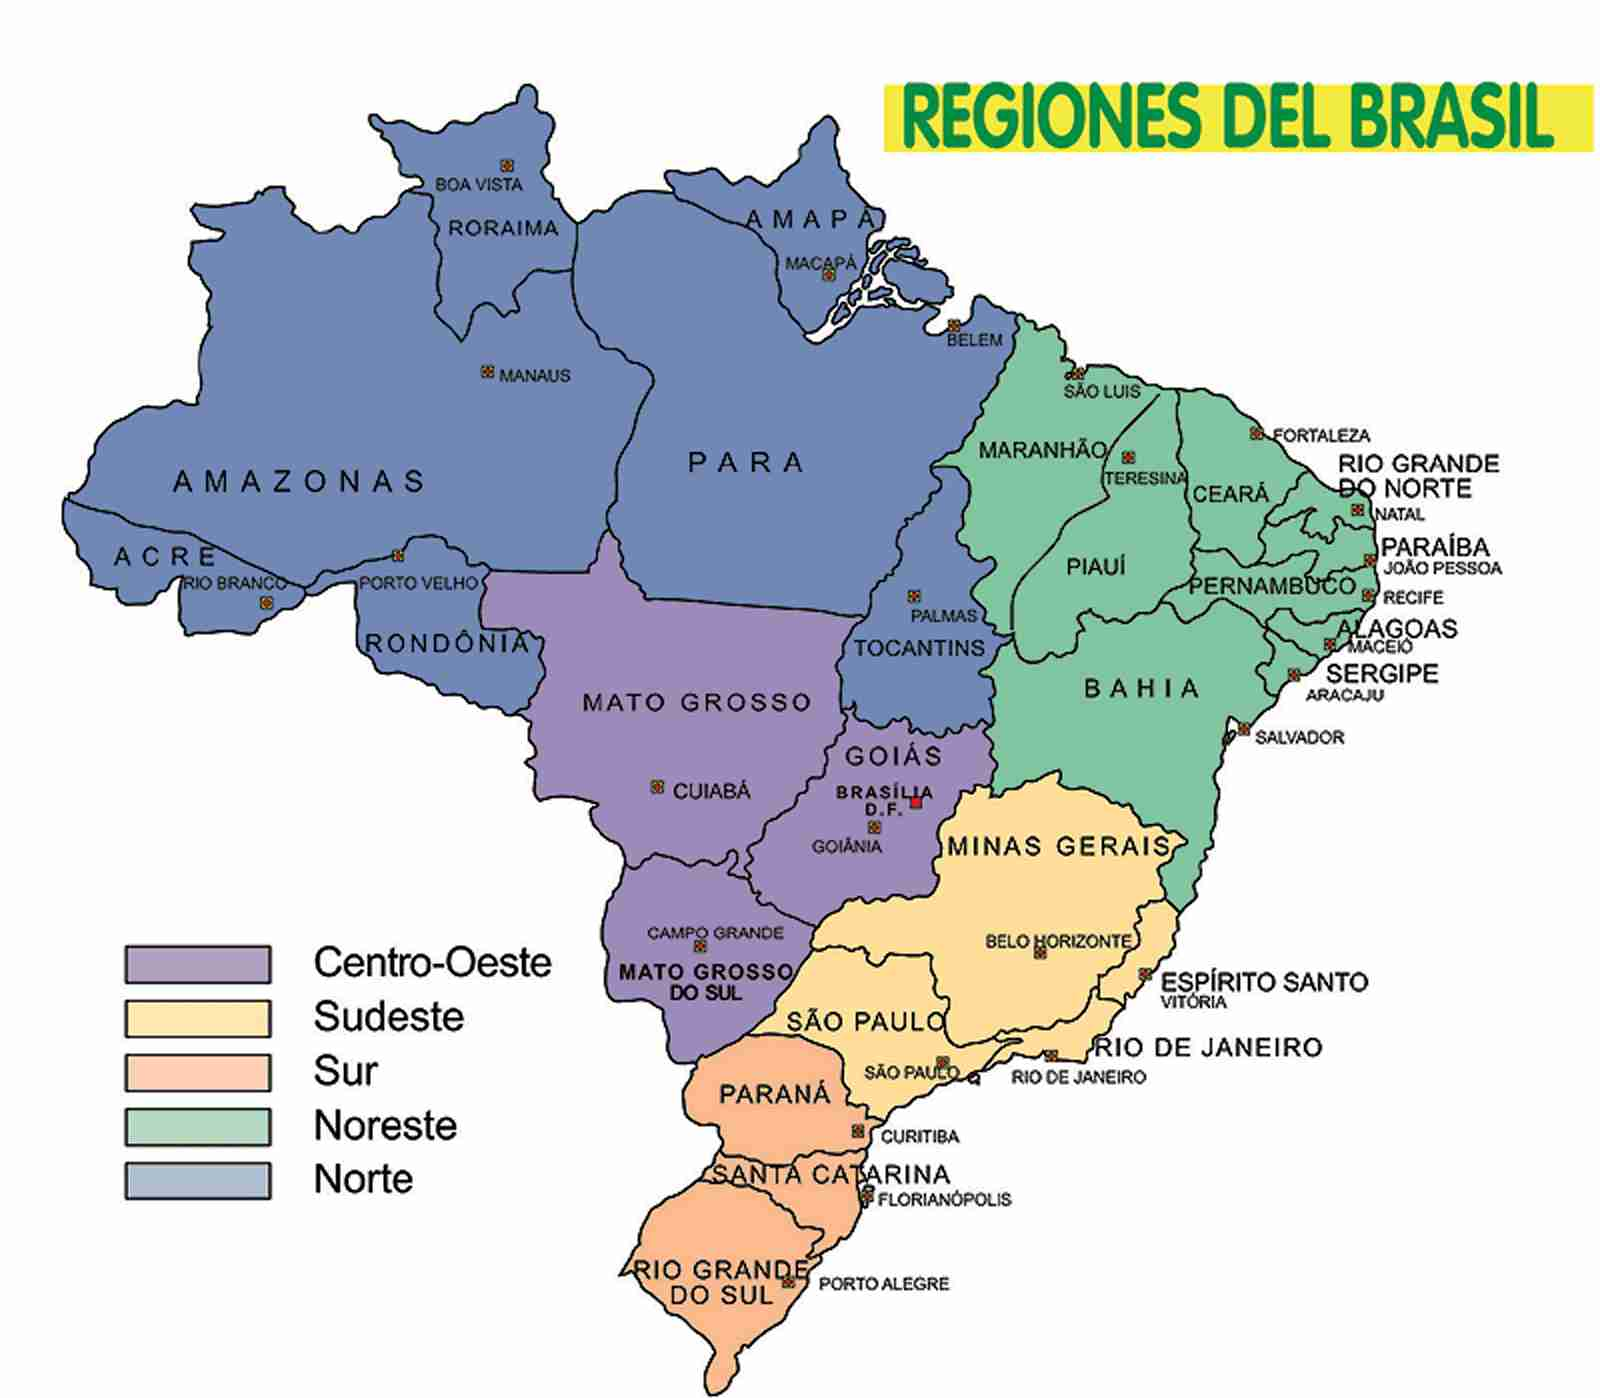 REGIONES DEL BRASIL
BOA VISTA
RORAIMA
AMAPÁ
MACAPÁ
BELEM
MANAUS
SÃO LUIS
PARA
AMAZONAS
MARANHÃO
TERESINA
CEARÁ
FORTALEZA
RIO GRANDE
DO NORTE
NATAL
ACRE
RIO BRANCO
PORTO VELHO
RONDÔNIA
PALMAS
TOCANTINS
PIAUÍ
PERNAMBUCO
PARAÍBA
JOÃO PESSOA
RECIFE
ALAGOAS
MACEIÓ
SERGIPE
ARACAJU
BAHIA
SALVADOR
MATO GROSSO
CUIABÁ
GOIÁS
BRASÍLIA
D.F.
GOIÂNIA
MINAS GERAIS
BELO HORIZONTE
CAMPO GRANDE
MATO GROSSO
DO SUL
ESPÍRITO SANTO
VITÓRIA
SÃO PAULO
SÃO PAULO
RIO DE JANEIRO
RIO DE JANEIRO
PARANÁ
CURITIBA
SANTA CATARINA
FLORIANÓPOLIS
RIO GRANDE
DO SUL
PORTO ALEGRE
Centro-Oeste
Sudeste
Sur
Noreste
Norte